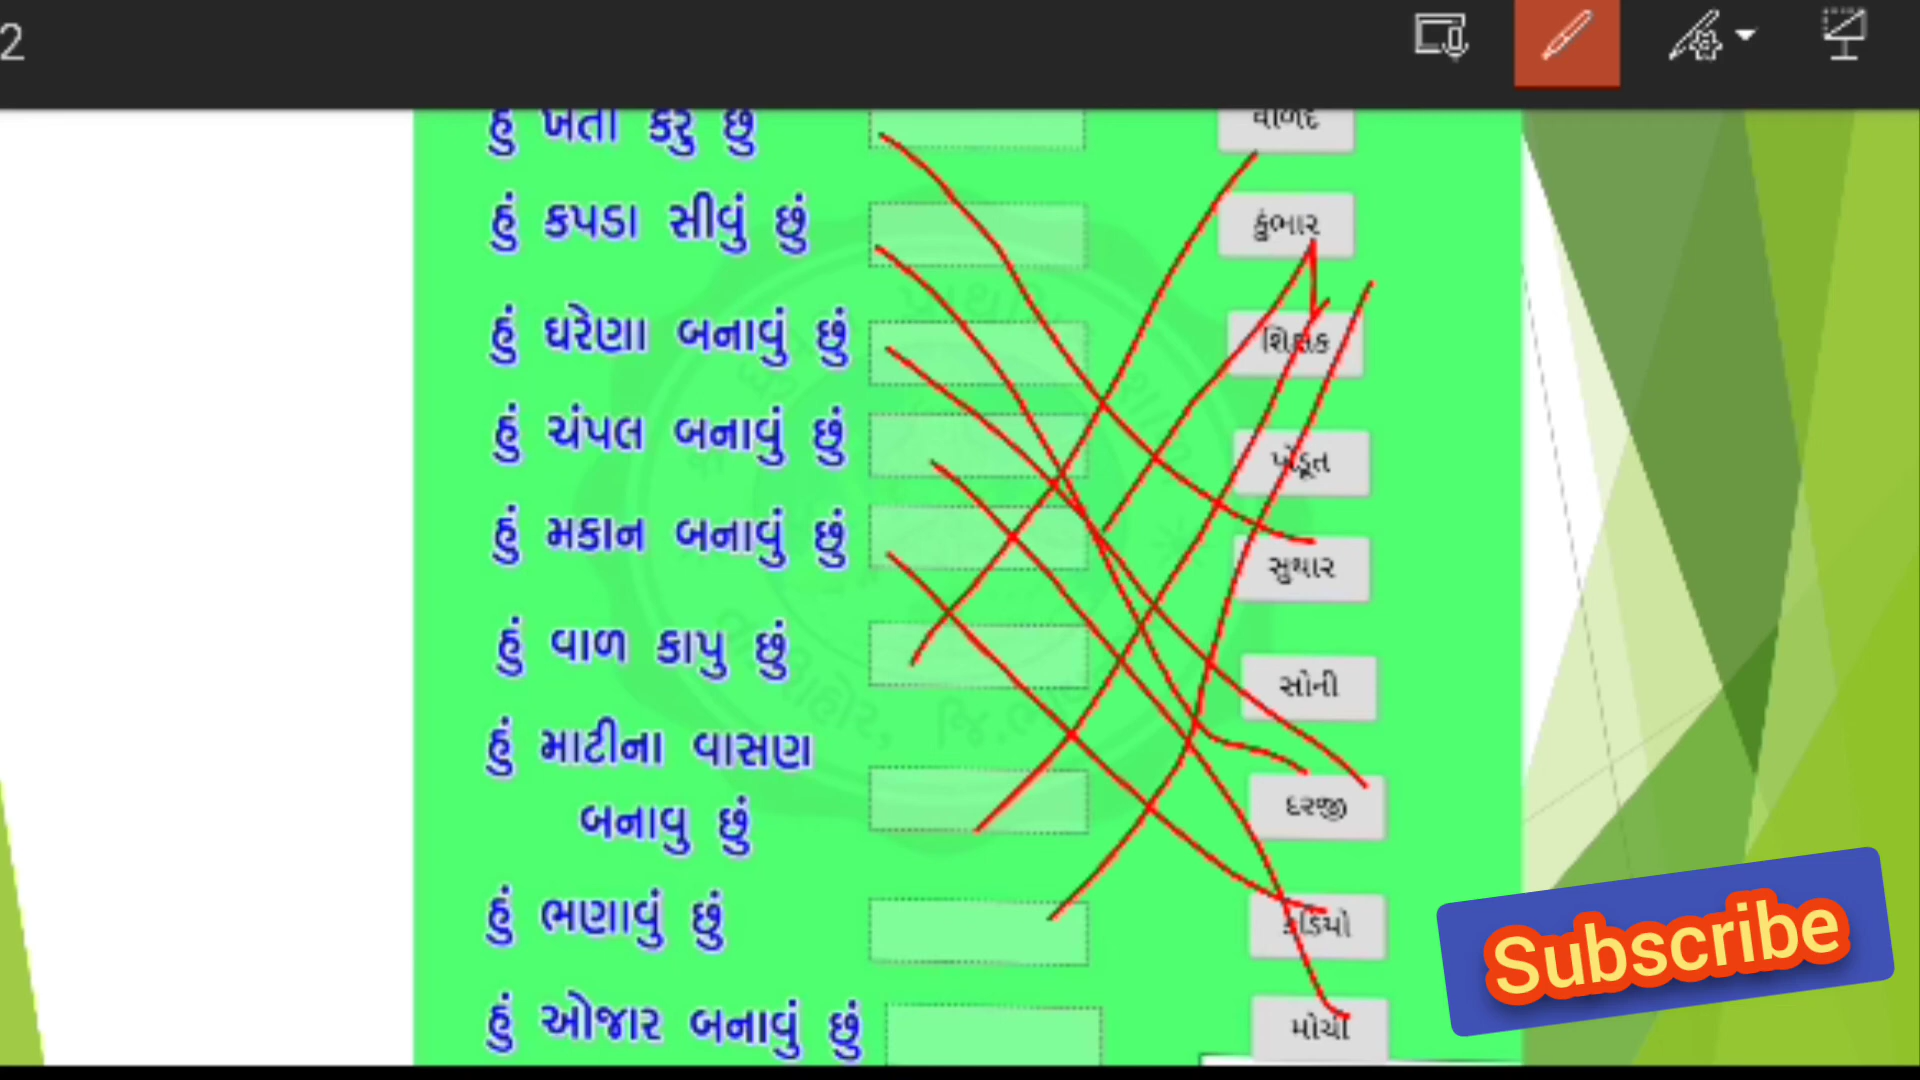 2
હું ખેતી કરું છું
વાળંદ
હું કપડા સીવું છું
કુંભાર
હું ઘરેણા બનાવું છું
શિક્ષક
હું ચંપલ બનાવું છું
ખેડૂત
હું મકાન બનાવું છું
સુથાર
હું વાળ કાપુ છું
સોની
હું માટીના વાસણ
બનાવુ છું
દરજી
હું ભણાવું છું
કડિયો
હું ઓજાર બનાવું છું
મોચી
Subscribe